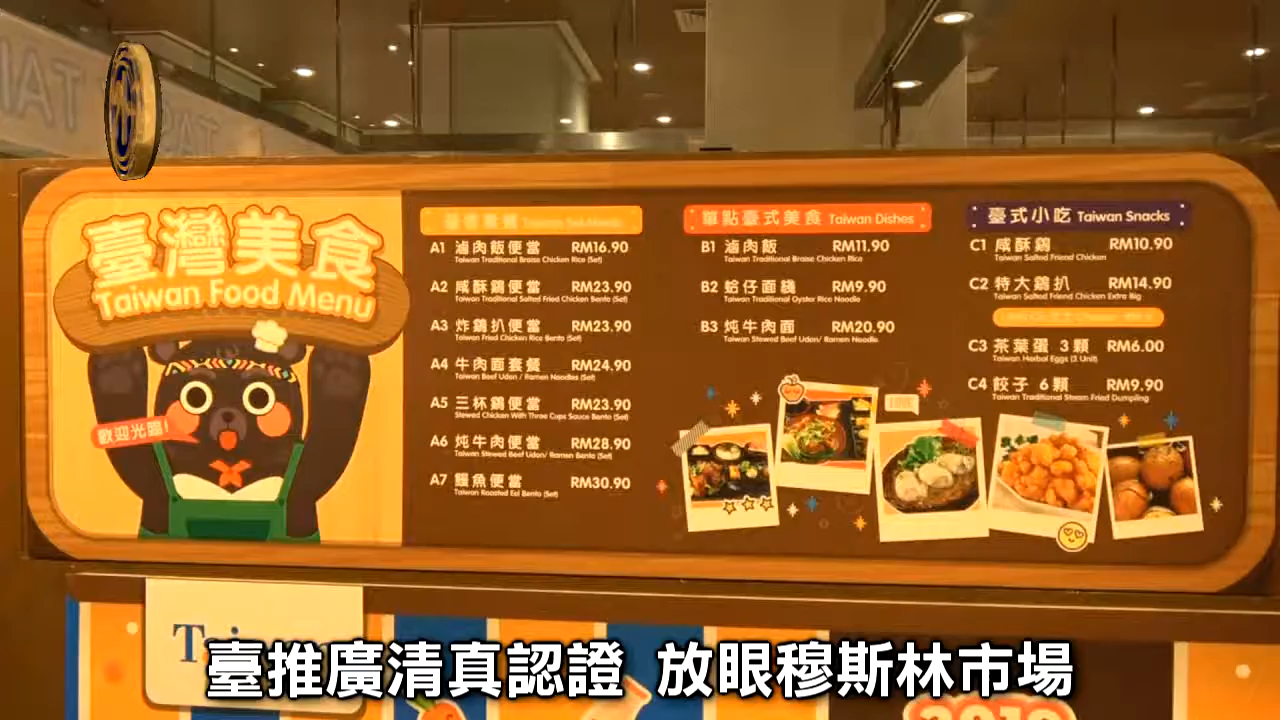 臺灣美食
Taiwan Food Menu
歡迎光臨!
A1 滷肉飯便當 RM16.90
Taiwan Traditional Braise Chicken Rice (Set)
A2 咸酥鷄便當 RM23.90
Taiwan Traditional Salted Fried Chicken Bento (Set)
A3 炸鷄扒便當 RM23.90
Taiwan Fried Chicken Rice Bento (Set)
A4 牛肉面套餐 RM24.90
Taiwan Beef Udon / Ramen Noodles (Set)
A5 三杯鷄便當 RM23.90
Stewed Chicken With Three Cups Sauce Bento (Set)
A6 炖牛肉便當 RM28.90
Taiwan Stewed Beef Udon/ Ramen Bento (Set)
A7 鰻魚便當 RM30.90
Taiwan Roasted Eel Bento (Set)
單點臺式美食 Taiwan Dishes
B1 滷肉飯 RM11.90
Taiwan Traditional Braise Chicken Rice
B2 蛤仔面綫 RM9.90
Taiwan Traditional Oyster Rice Noodle
B3 炖牛肉面 RM20.90
Taiwan Stewed Beef Udon/ Ramen Noodle
臺式小吃 Taiwan Snacks
C1 咸酥鷄 RM10.90
Taiwan Salted Friend Chicken
C2 特大鷄扒 RM14.90
Taiwan Salted Friend Chicken Extra Big
C3 茶葉蛋 3顆 RM6.00
Taiwan Herbal Eggs (3 Unit)
C4 餃子 6顆 RM9.90
Taiwan Traditional Steam Fried Dumpling
臺推廣清真認證 放眼穆斯林市場